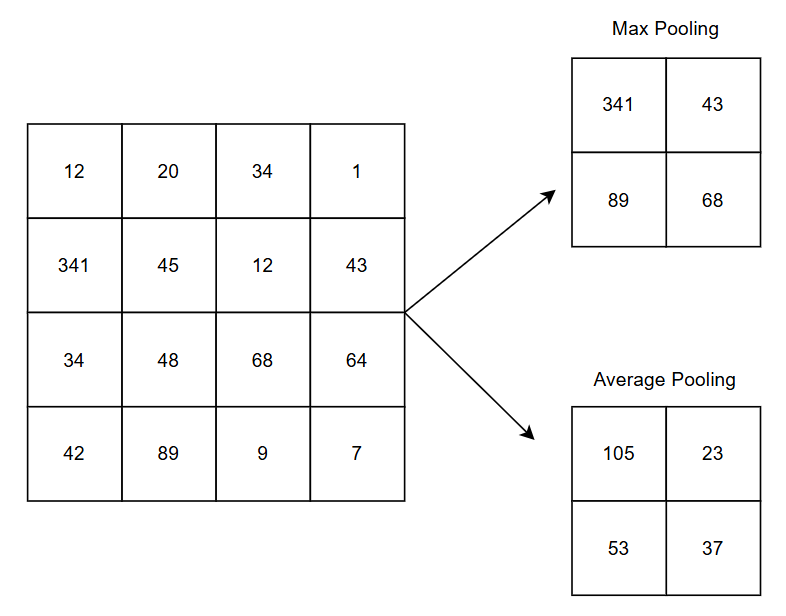 Max Pooling
341 43
89 68
12 20 34 1
341 45 12 43
34 48 68 64
42 89 9 7
Average Pooling
105 23
53 37